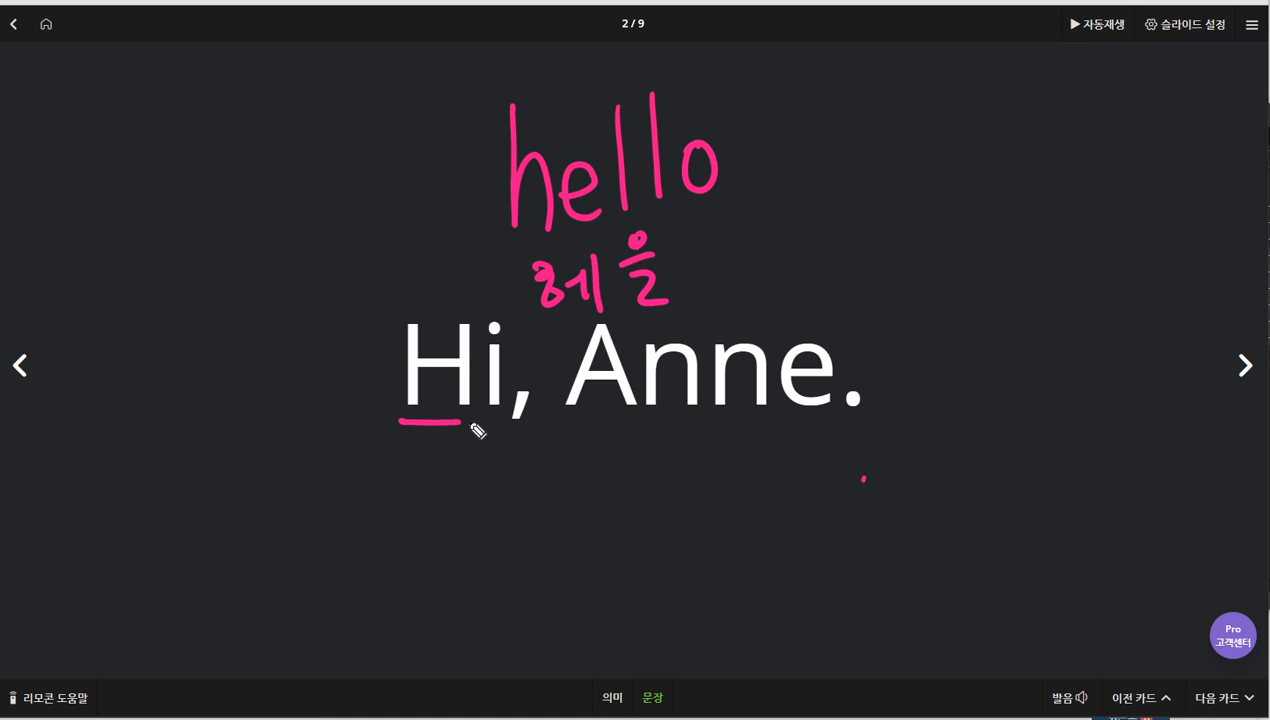 2 / 9 자동재생 슬라이드 설정
hello
헤을
Hi, Anne.
Pro
고객센터
리모콘 도움말 의미 문장 발음 이전 카드 다음 카드